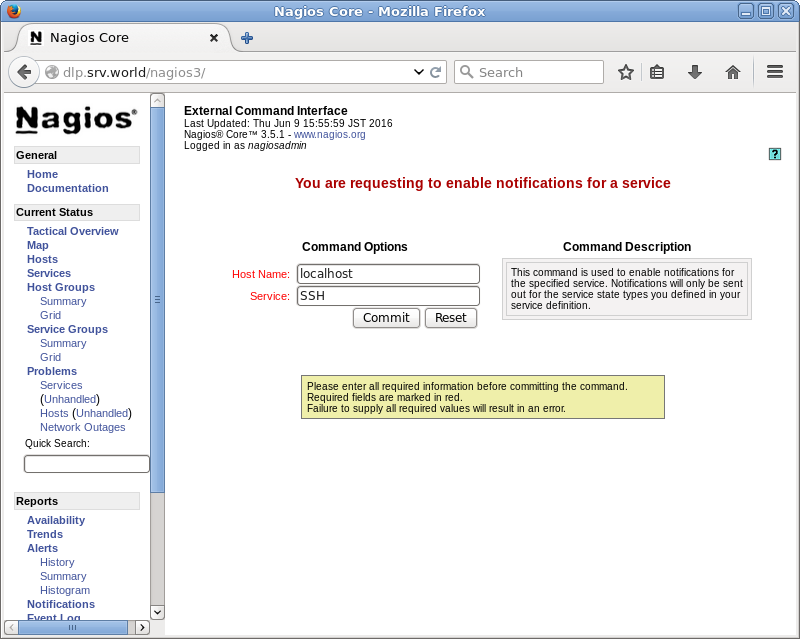 Nagios Core - Mozilla Firefox
Nagios Core
dlp.srv.world/nagios3/
Search
Nagios®
General
Home
Documentation
Current Status
Tactical Overview
Map
Hosts
Services
Host Groups
Summary
Grid
Service Groups
Summary
Grid
Problems
Services
(Unhandled)
Hosts (Unhandled)
Network Outages
Quick Search:
Reports
Availability
Trends
Alerts
History
Summary
Histogram
Notifications
Event Log
External Command Interface
Last Updated: Thu Jun 9 15:55:59 JST 2016
Nagios® Core™ 3.5.1 - www.nagios.org
Logged in as nagiosadmin
?
You are requesting to enable notifications for a service
Command Options
Host Name: localhost
Service: SSH
Commit Reset
Command Description
This command is used to enable notifications for
the specified service. Notifications will only be sent
out for the service state types you defined in your
service definition.
Please enter all required information before committing the command.
Required fields are marked in red.
Failure to supply all required values will result in an error.